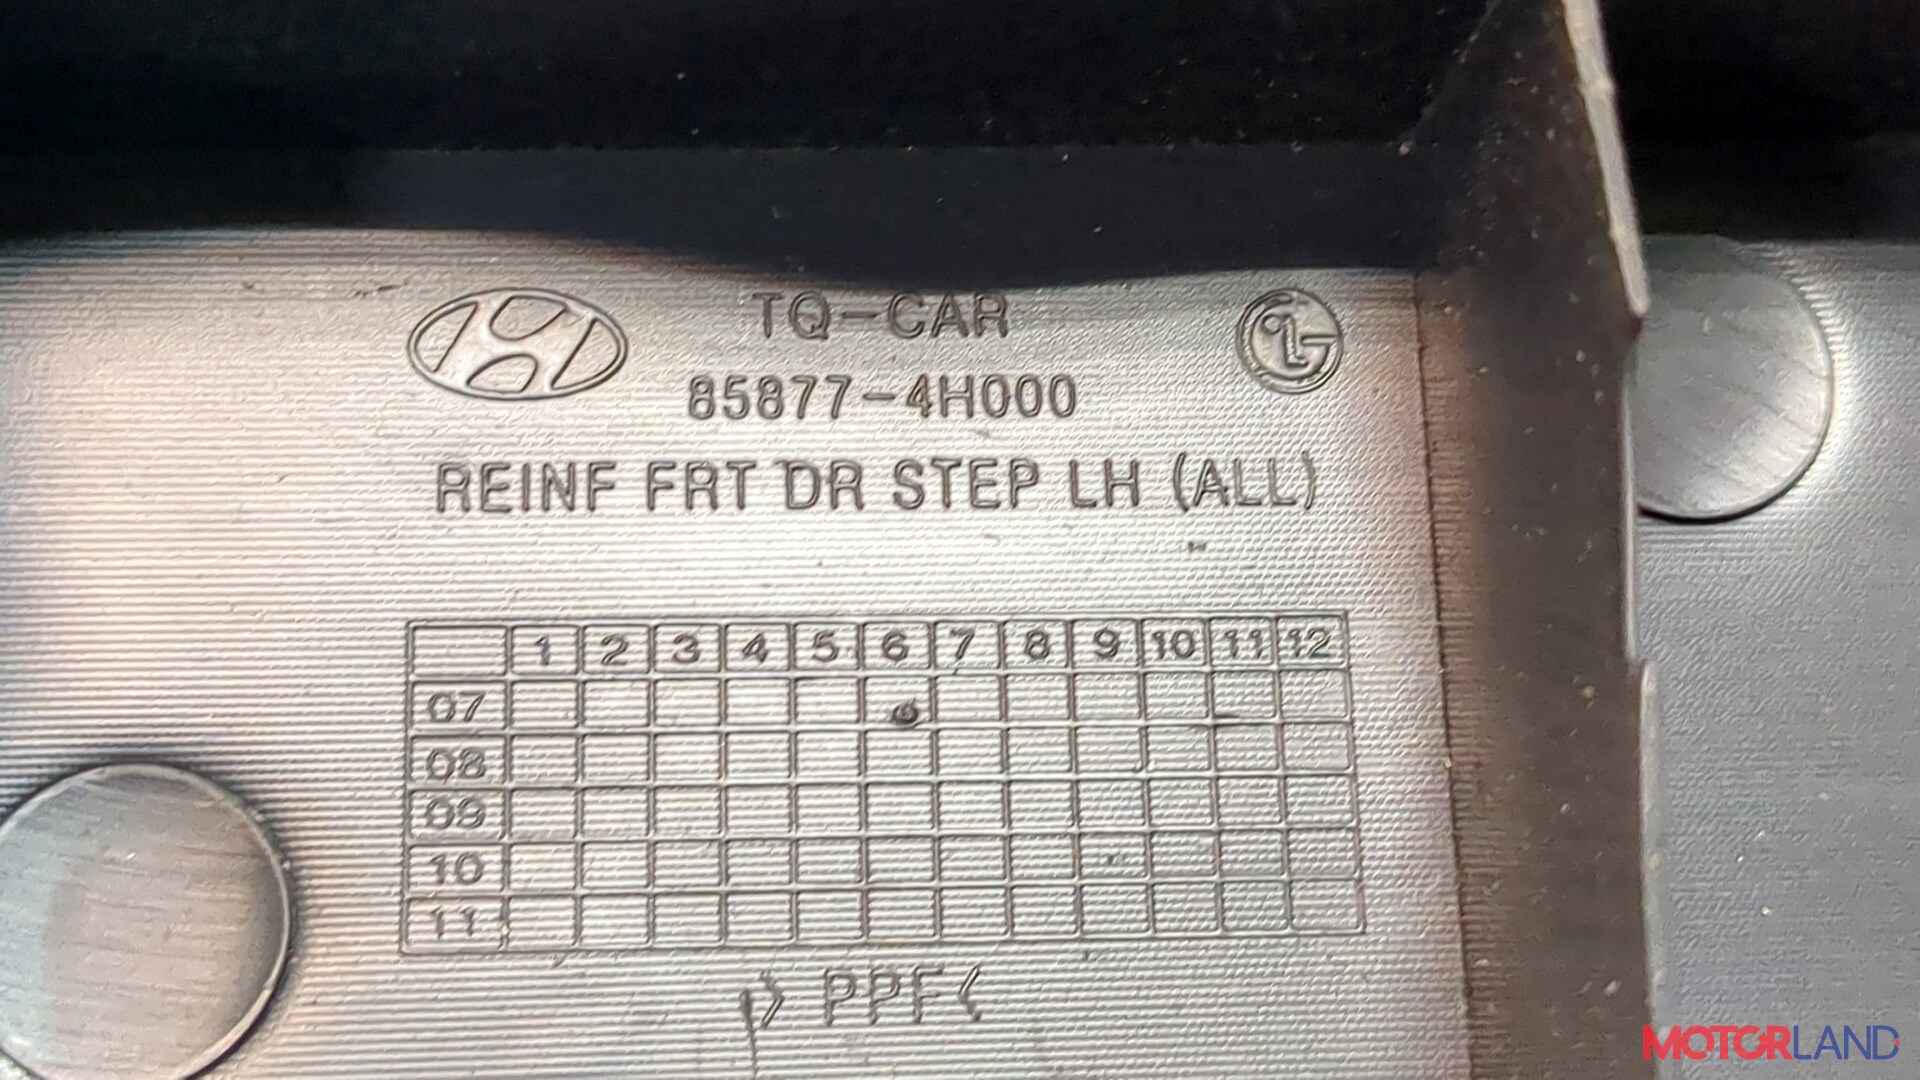 TQ-CAR
85877-4H000
REINF FRT DR STEP LH (ALL)
1 2 3 4 5 6 7 8 9 10 11 12
07
08
09
10
11
>PPF<
MOTORLAND